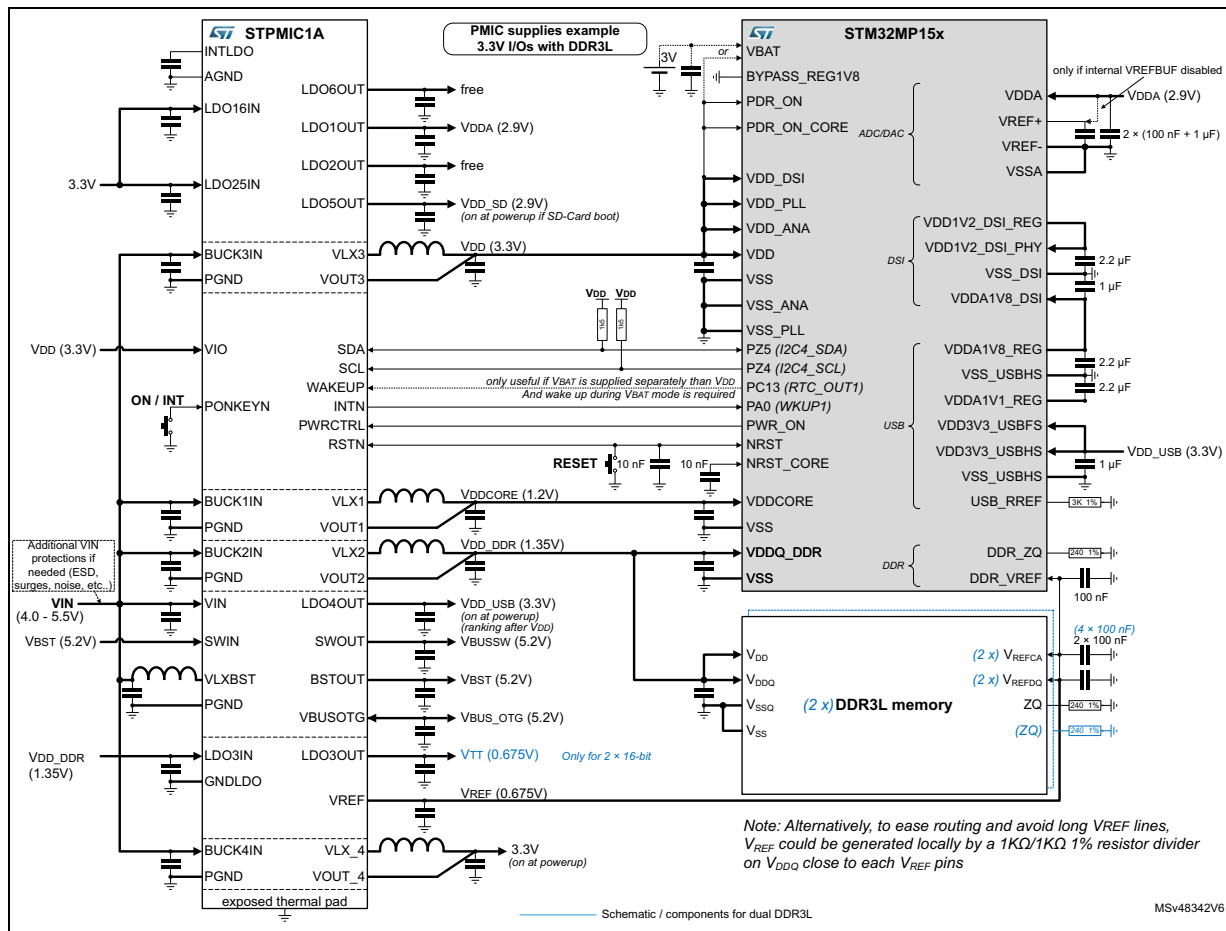 STPMIC1A
PMIC supplies example
3.3V I/Os with DDR3L
STM32MP15x
INTLDO
AGND
LDO16IN
3.3V
LDO25IN
BUCK3IN
PGND
VDD (3.3V)
VIO
ON / INT
PONKEYN
BUCK1IN
PGND
BUCK2IN
PGND
Additional VIN
protections if
needed (ESD,
surges, noise, etc..)
VIN
(4.0 - 5.5V)
VIN
VBST (5.2V)
SWIN
VLXBST
PGND
VDD_DDR
(1.35V)
LDO3IN
GNDLDO
BUCK4IN
PGND
exposed thermal pad
LDO6OUT
free
LDO1OUT
VDDA (2.9V)
LDO2OUT
free
LDO5OUT
VDD_SD (2.9V)
(on at powerup if SD-Card boot)
VLX3
VDD (3.3V)
VOUT3
VDD
VDD
1k5
1k5
SDA
SCL
WAKEUP
only useful if VBAT is supplied separately than VDD
And wake up during VBAT mode is required
INTN
PWRCTRL
RSTN
RESET
10 nF
10 nF
VLX1
VDDCORE (1.2V)
VOUT1
VLX2
VDD_DDR (1.35V)
VOUT2
LDO4OUT
VDD_USB (3.3V)
(on at powerup)
(ranking after VDD)
SWOUT
VBUSSW (5.2V)
BSTOUT
VBST (5.2V)
VBUSOTG
VBUS_OTG (5.2V)
LDO3OUT
VTT (0.675V)
Only for 2 × 16-bit
VREF
VREF (0.675V)
VLX_4
3.3V
(on at powerup)
VOUT_4
3V
or
VBAT
BYPASS_REG1V8
PDR_ON
PDR_ON_CORE
VDD_DSI
VDD_PLL
VDD_ANA
VDD
VSS
VSS_ANA
VSS_PLL
PZ5 (I2C4_SDA)
PZ4 (I2C4_SCL)
PC13 (RTC_OUT1)
PA0 (WKUP1)
PWR_ON
NRST
NRST_CORE
VDDCORE
VSS
VDDQ_DDR
VSS
only if internal VREFBUF disabled
ADC/DAC
VDDA
VDDA (2.9V)
VREF+
2 × (100 nF + 1 µF)
VREF-
VSSA
DSI
VDD1V2_DSI_REG
VDD1V2_DSI_PHY
2.2 µF
VSS_DSI
1 µF
VDDA1V8_DSI
USB
VDDA1V8_REG
2.2 µF
VSS_USBHS
2.2 µF
VDDA1V1_REG
VDD3V3_USBFS
VDD3V3_USBHS
VDD_USB (3.3V)
1 µF
VSS_USBHS
USB_RREF
3K 1%
DDR
DDR_ZQ
240 1%
DDR_VREF
100 nF
(4 × 100 nF)
2 × 100 nF
VDD
VDDQ
VSSQ
VSS
(2 x) DDR3L memory
(2 x) VREFCA
(2 x) VREFDQ
ZQ
240 1%
(ZQ)
240 1%
Note: Alternatively, to ease routing and avoid long VREF lines,
VREF could be generated locally by a 1KΩ/1KΩ 1% resistor divider
on VDDQ close to each VREF pins
Schematic / components for dual DDR3L
MSv48342V6